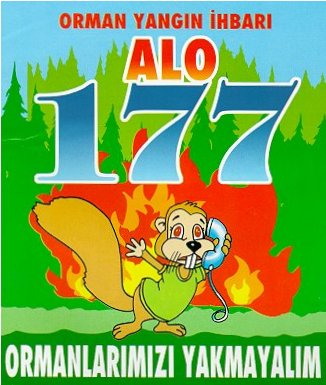 ORMAN YANGIN İHBARI
ALO
177
ORMANLARIMIZI YAKMAYALIM